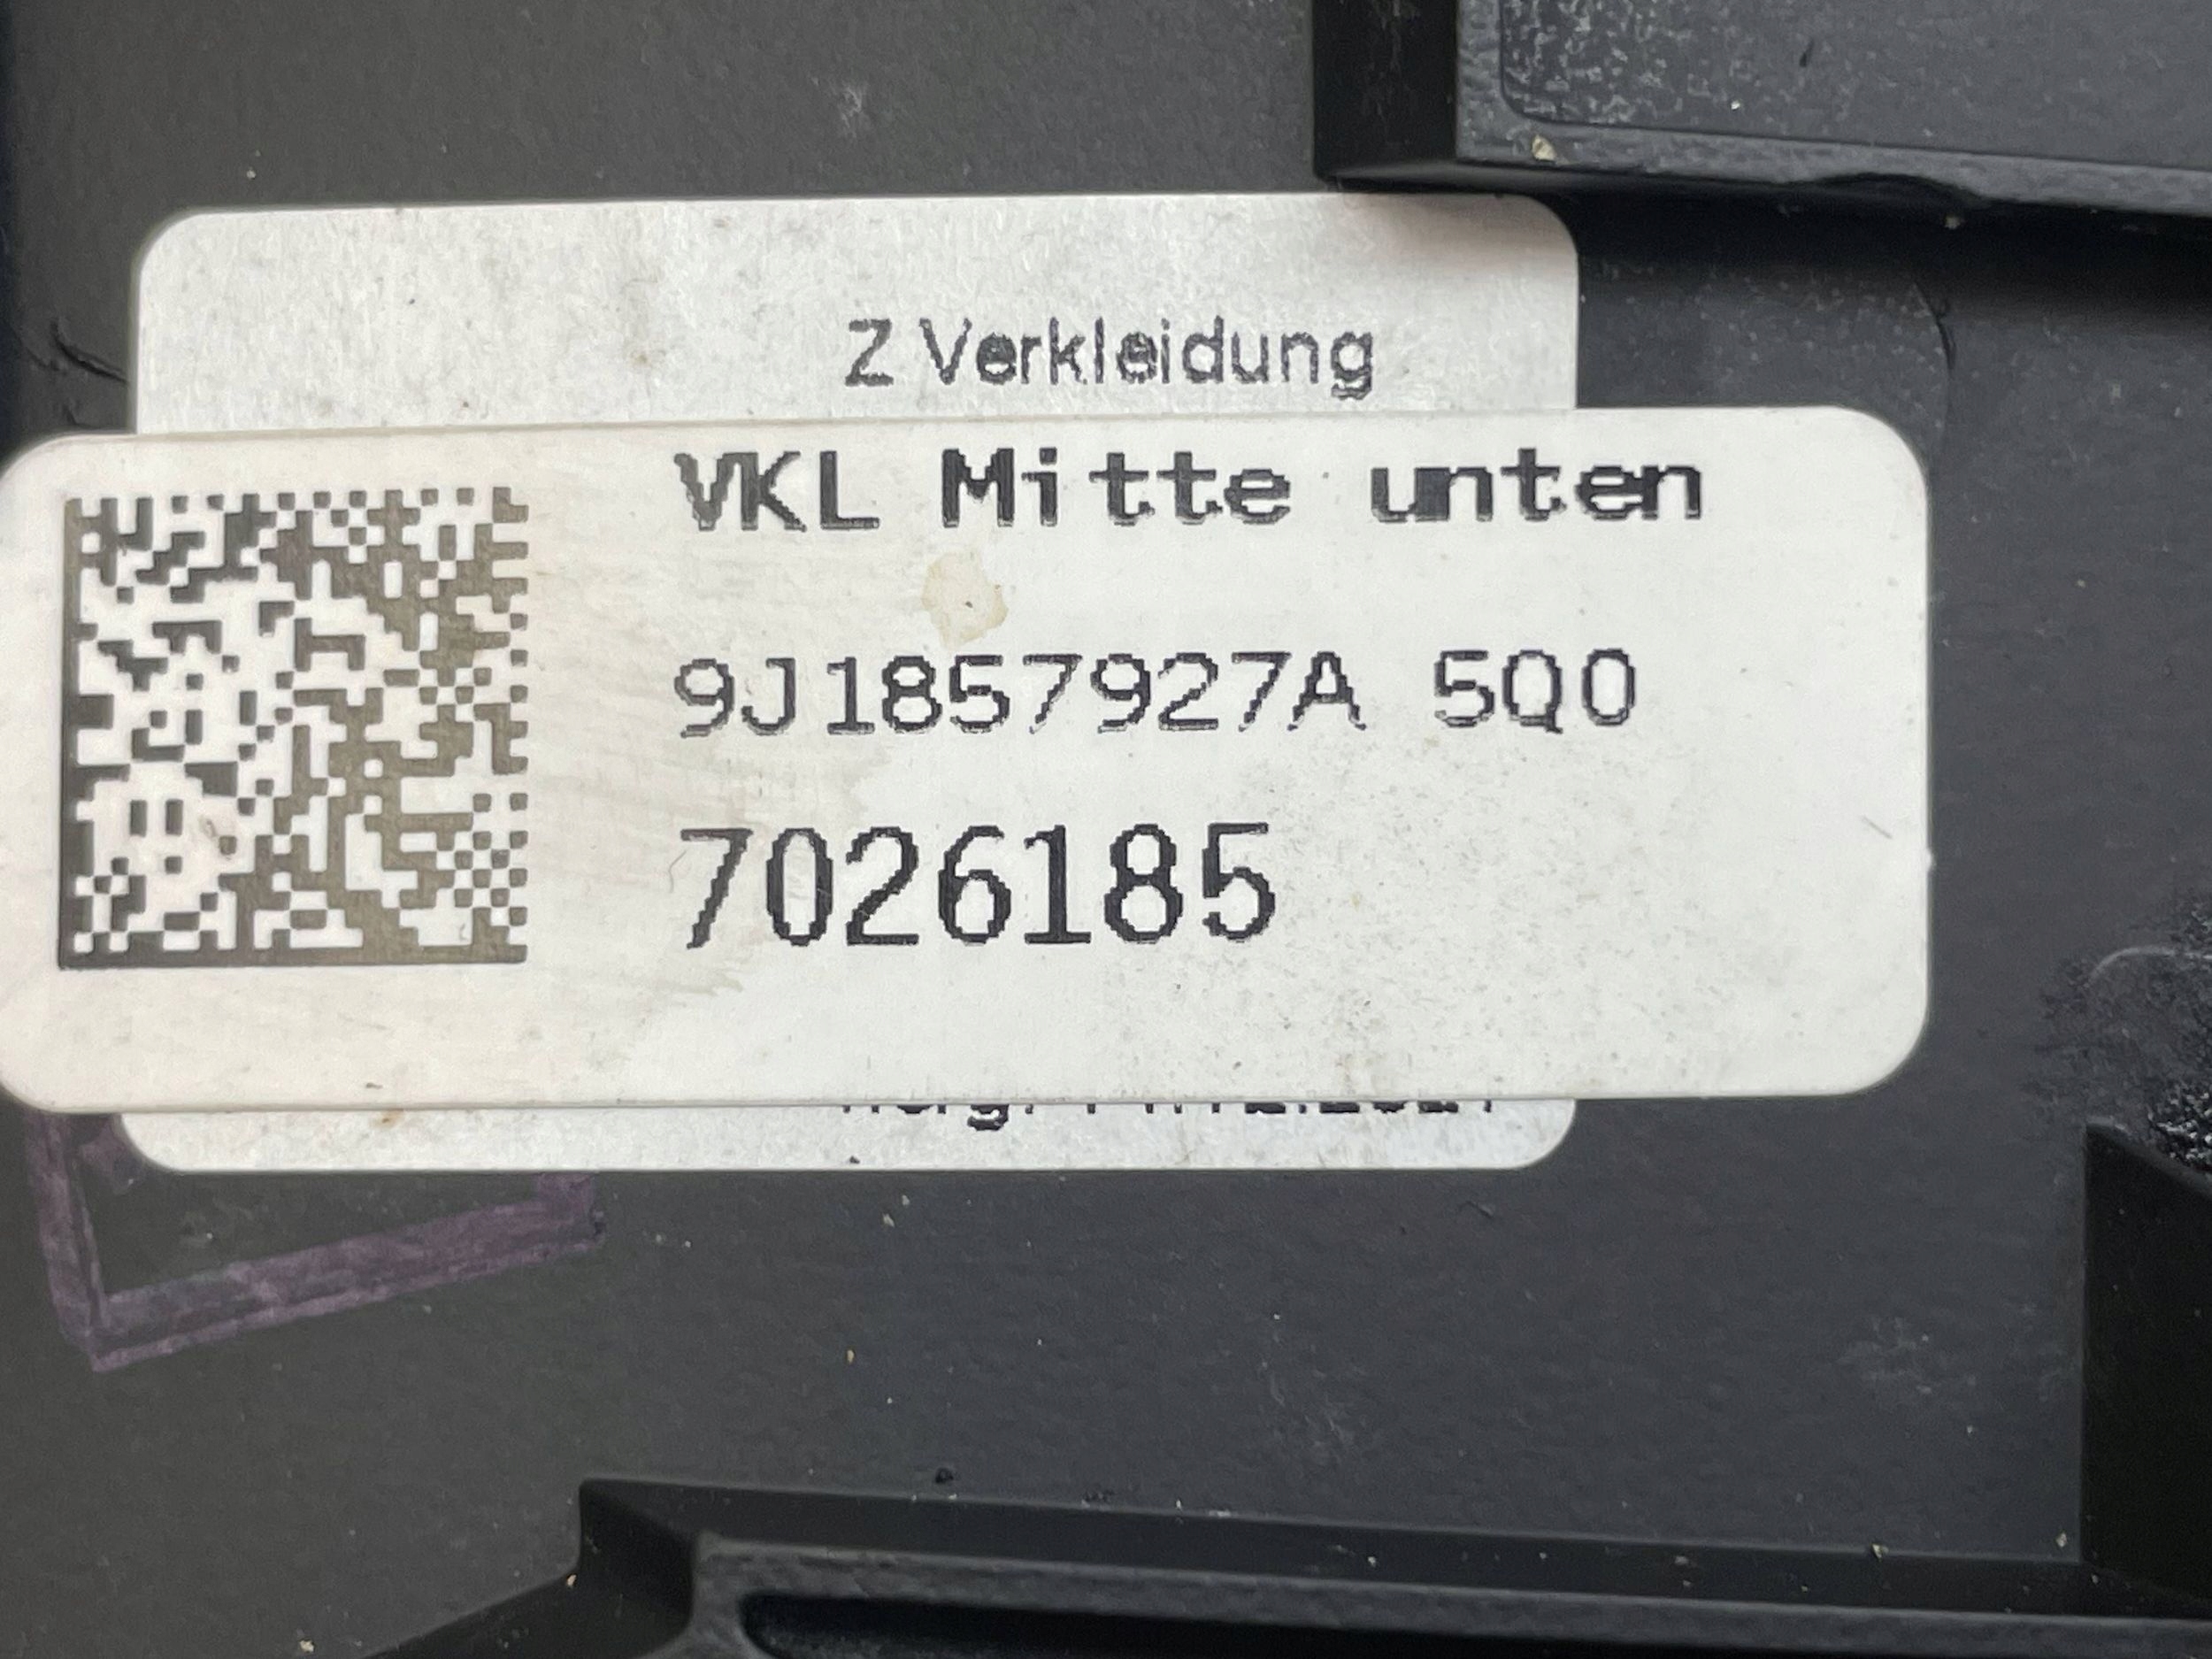 Z Verkleidung
VKL Mitte unten
9J1857927A 5Q0
7026185